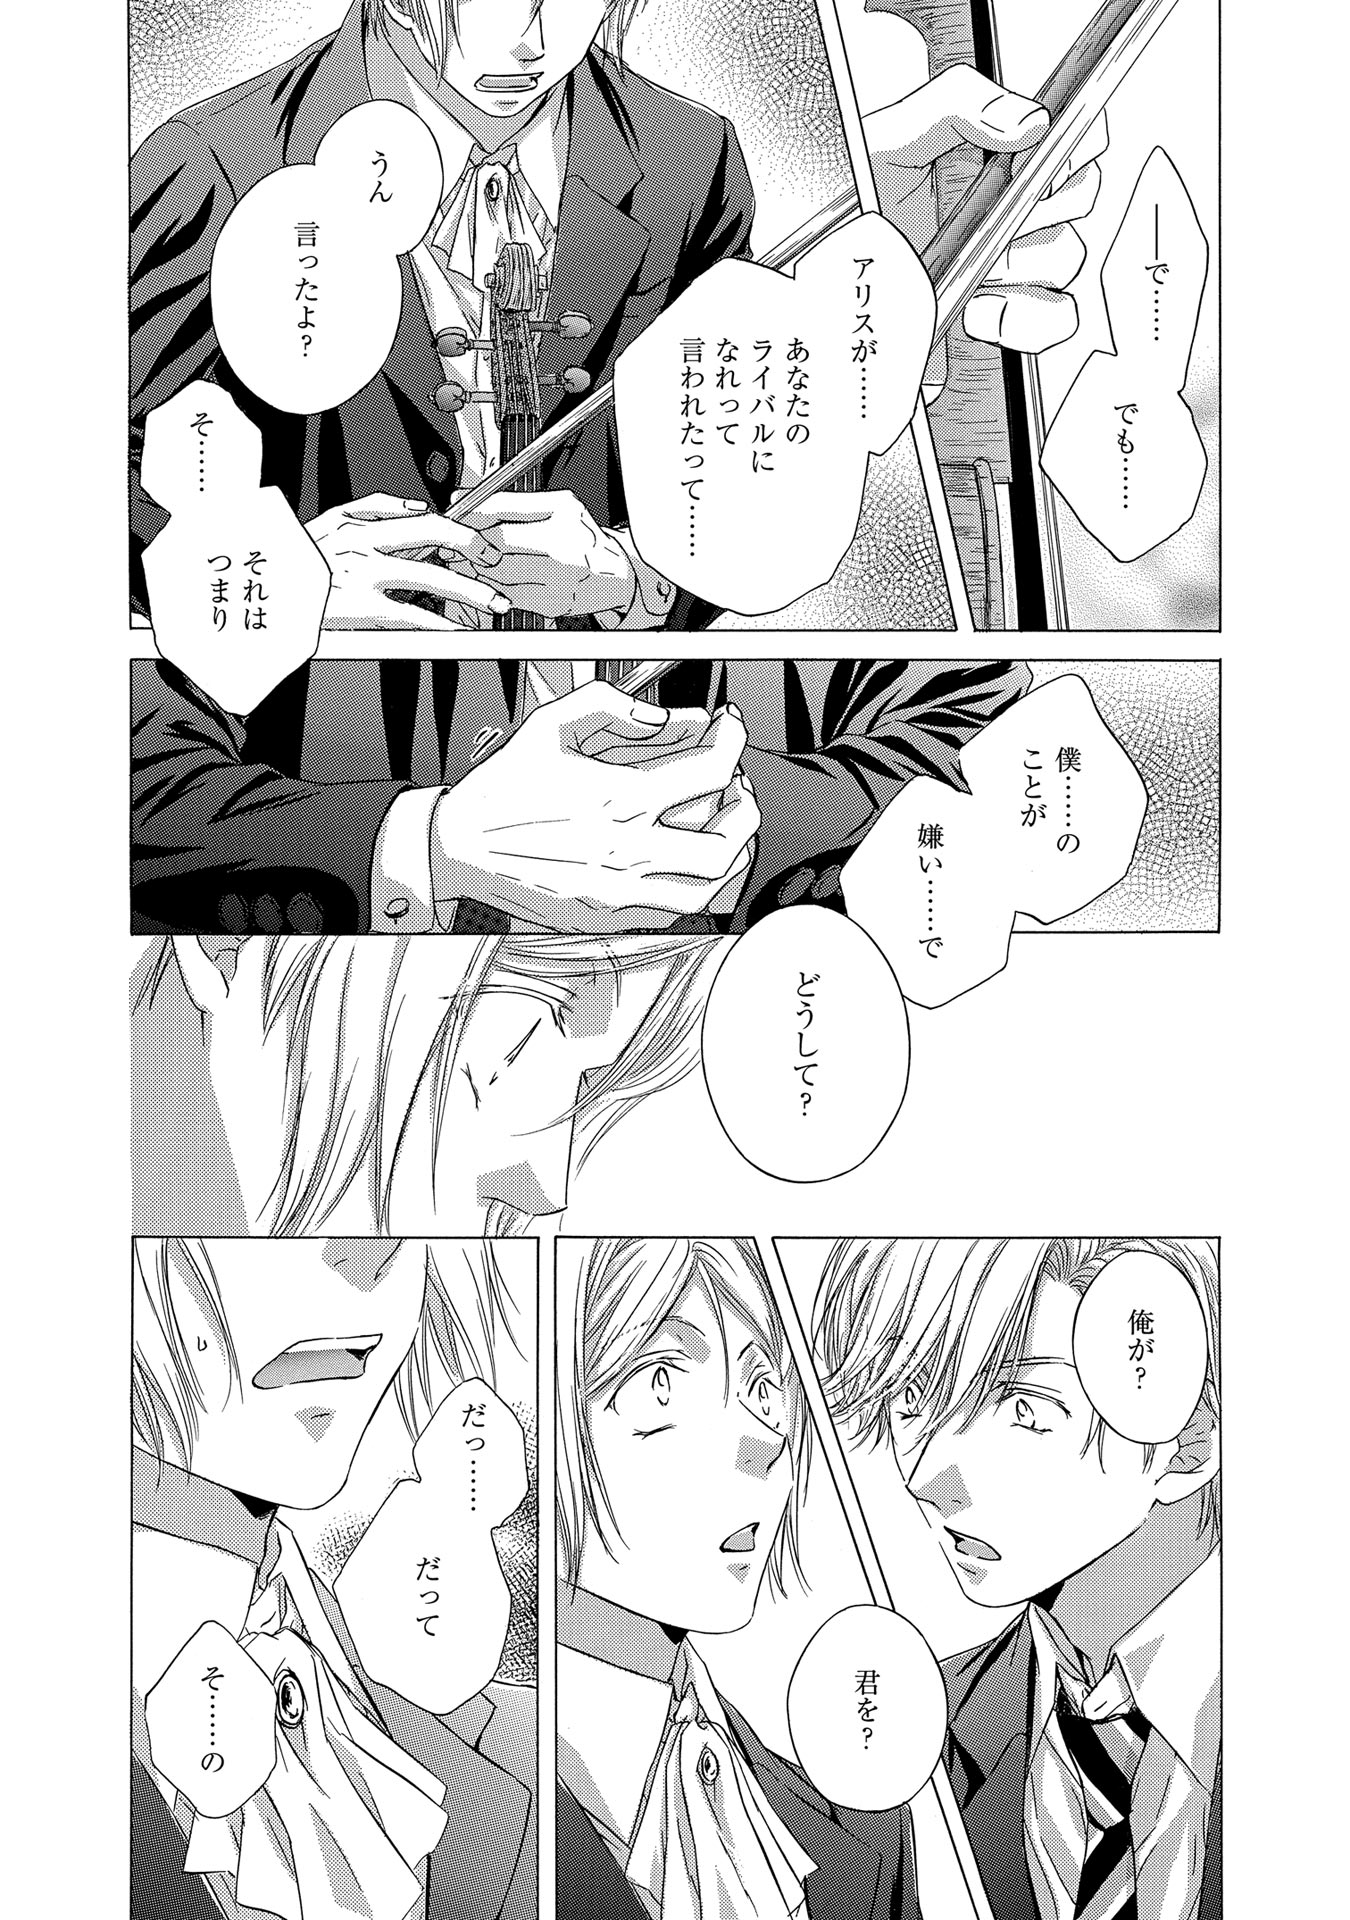 ――で……
でも……
アリスが……
あなたの
ライバルに
なれって
言われたって……
うん
言ったよ？
そ……
それは
つまり
僕……の
ことが
嫌い……で
どうして？
俺が？
君を？
だっ……
だって
そ……の